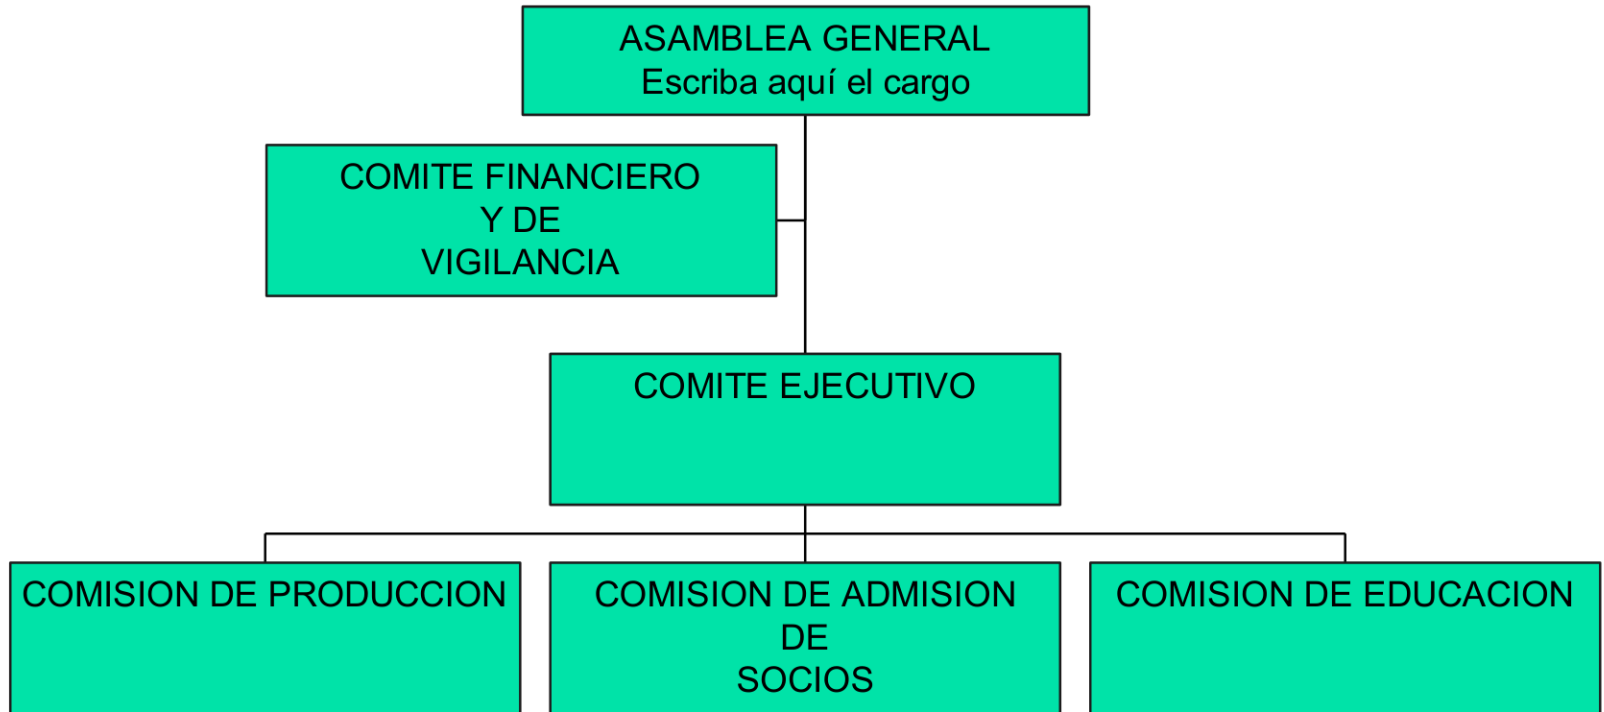 ASAMBLEA GENERAL
Escriba aquí el cargo
COMITE FINANCIERO
Y DE
VIGILANCIA
COMITE EJECUTIVO
COMISION DE PRODUCCION
COMISION DE ADMISION
DE
SOCIOS
COMISION DE EDUCACION